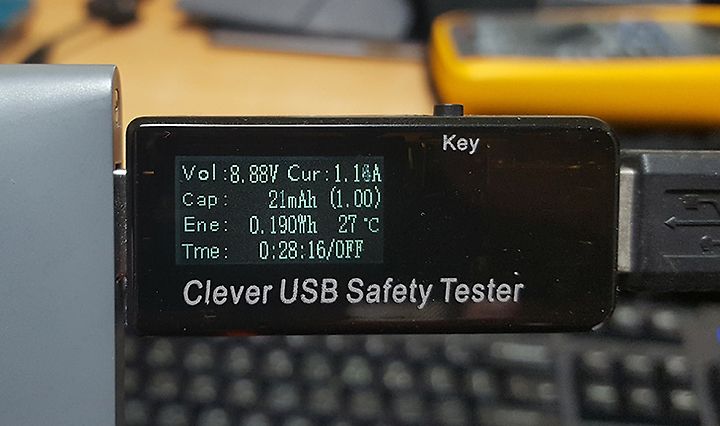 Key
Vol:8.88V
Cap: 21mAh (1.00)
Ene: 0.190Wh 27℃
Tme: 0:28:16/OFF
Clever USB Safety Tester